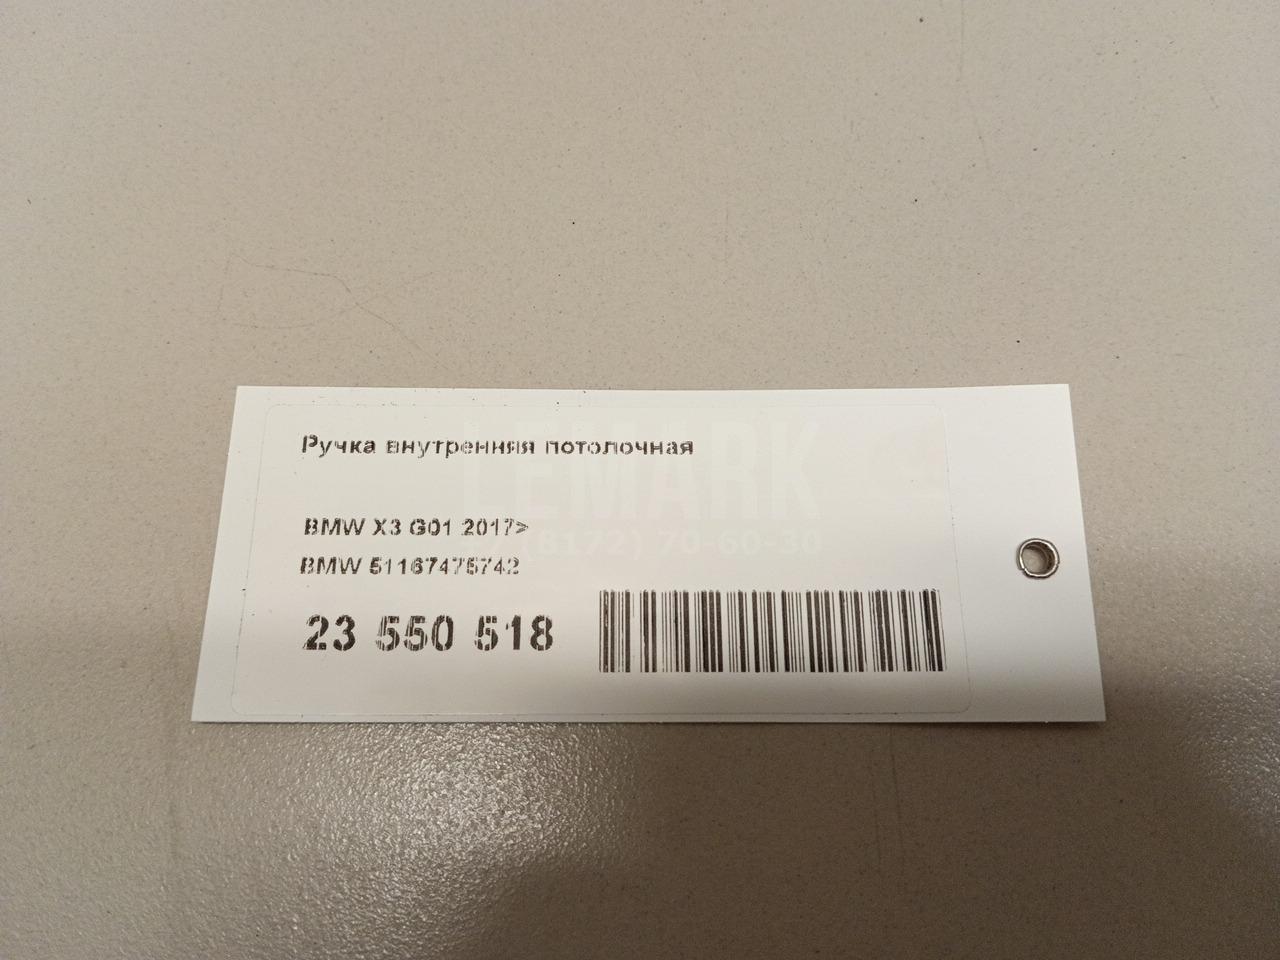 Ручка внутренняя потолочная
LEMARK
(8172) 70-60-30
BMW X3 G01 2017>
BMW 51167475742
23 550 518